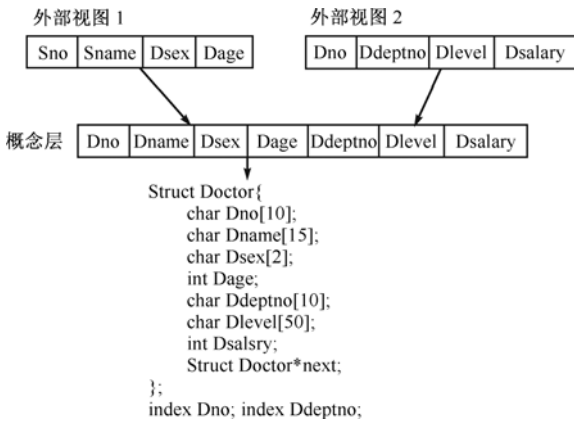 外部视图 1 外部视图 2
Sno Sname Dsex Dage Dno Ddeptno Dlevel Dsalary
概念层 Dno Dname Dsex Dage Ddeptno Dlevel Dsalary
Struct Doctor{
char Dno[10];
char Dname[15];
char Dsex[2];
int Dage;
char Ddeptno[10];
char Dlevel[50];
int Dsalsry;
Struct Doctor*next;
};
index Dno; index Ddeptno;